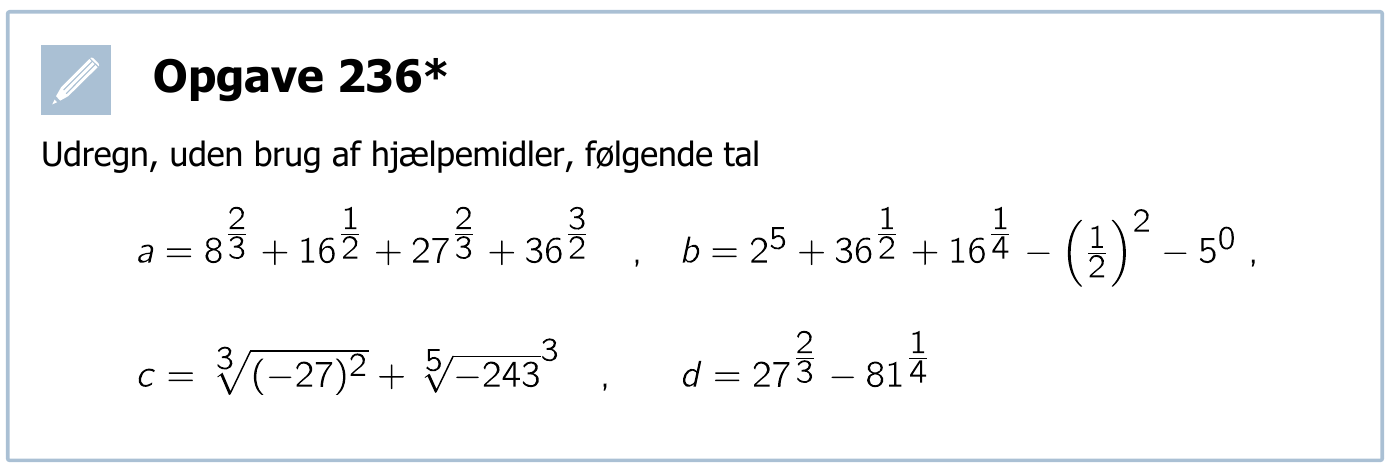 Opgave 236*
Udregn, uden brug af hjælpemidler, følgende tal
a = 8^{2/3} + 16^{1/2} + 27^{2/3} + 36^{3/2} , b = 2^5 + 36^{1/2} + 16^{1/4} − (1/2)^2 − 5^0 ,
c = ∛((−27)^2) + ⁵√(−243)^3 , d = 27^{2/3} − 81^{1/4}